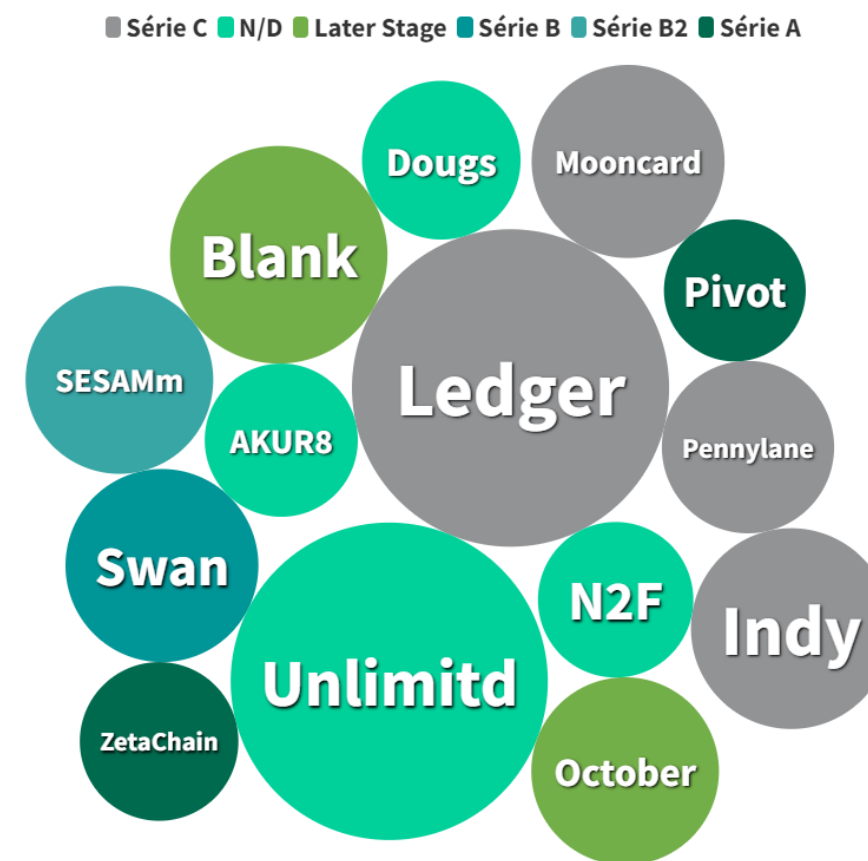 Série C N/D Later Stage Série B Série B2 Série A
Dougs
Mooncard
Blank
Pivot
SESAMm
Ledger
AKUR8
Pennylane
Swan
N2F
Indy
Unlimitd
ZetaChain
October